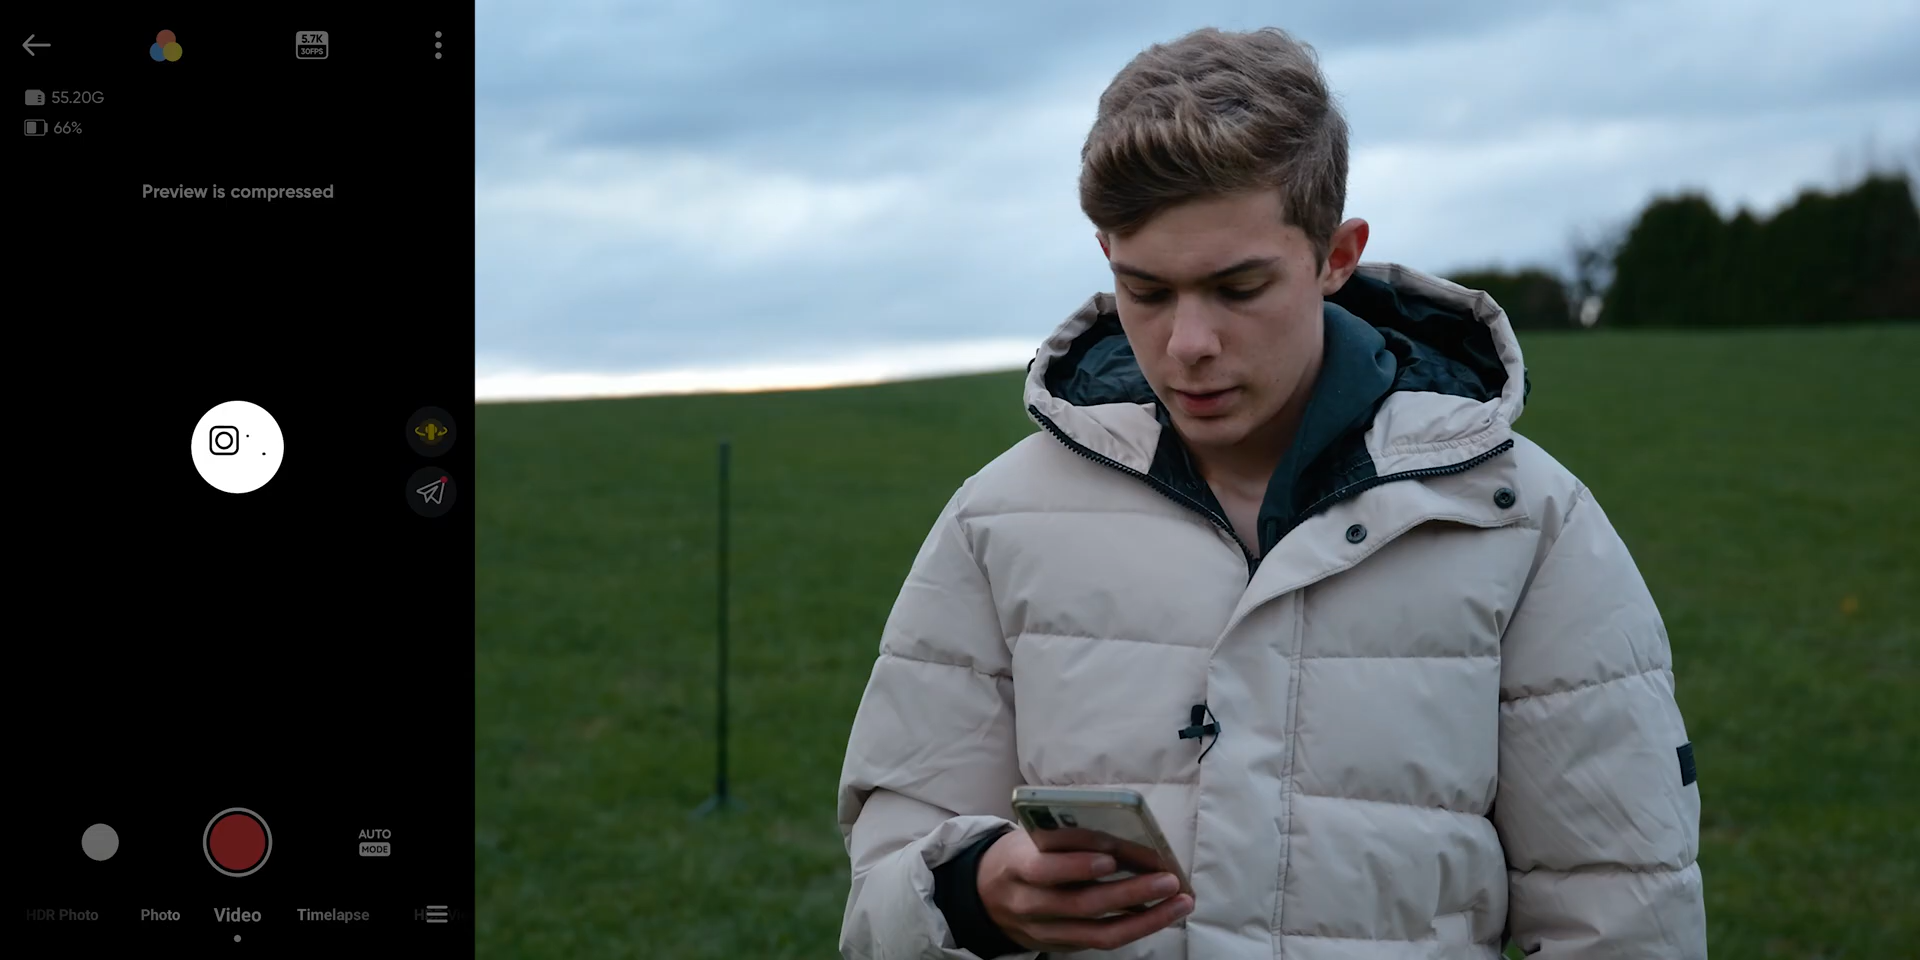 5.7K
30FPS
55.20G
66%
Preview is compressed
AUTO
MODE
HDR Photo
Photo
Video
Timelapse